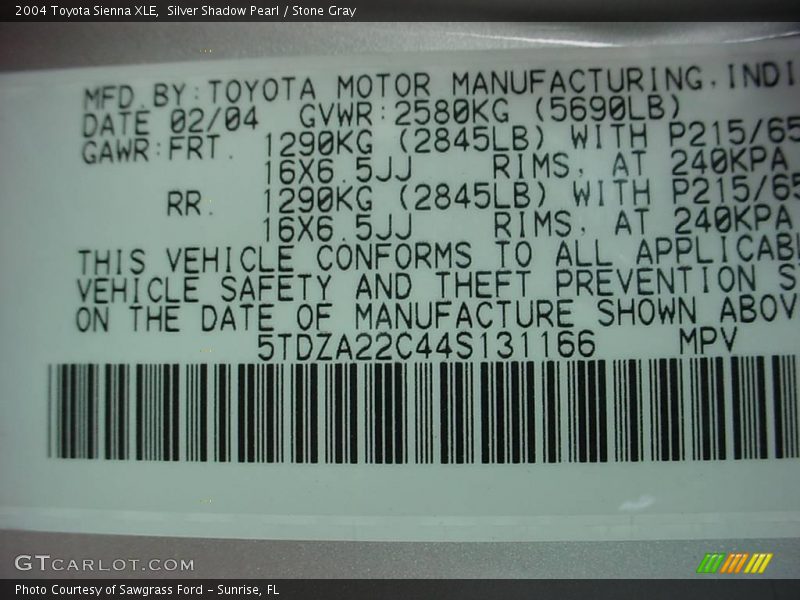 2004 Toyota Sienna XLE,  Silver Shadow Pearl / Stone Gray
MFD.BY:TOYOTA MOTOR MANUFACTURING.INDI
DATE 02/04 GVWR:2580KG (5690LB)
GAWR:FRT. 1290KG (2845LB) WITH P215/65
16X6.5JJ RIMS, AT 240KPA
RR. 1290KG (2845LB) WITH P215/65
16X6.5JJ RIMS, AT 240KPA
THIS VEHICLE CONFORMS TO ALL APPLICABL
VEHICLE SAFETY AND THEFT PREVENTION S
ON THE DATE OF MANUFACTURE SHOWN ABOV
5TDZA22C44S131166 MPV
GTCARLOT.COM
Photo Courtesy of Sawgrass Ford - Sunrise, FL